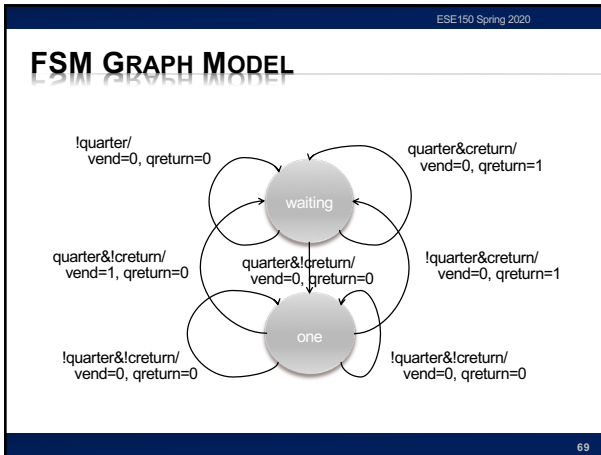 ESE150 Spring 2020
FSM GRAPH MODEL
!quarter/
vend=0, qreturn=0
quarter&creturn/
vend=0, qreturn=1
waiting
quarter&!creturn/
vend=1, qreturn=0
quarter&!creturn/
vend=0, qreturn=0
!quarter&creturn/
vend=0, qreturn=1
one
!quarter&!creturn/
vend=0, qreturn=0
!quarter&!creturn/
vend=0, qreturn=0
69